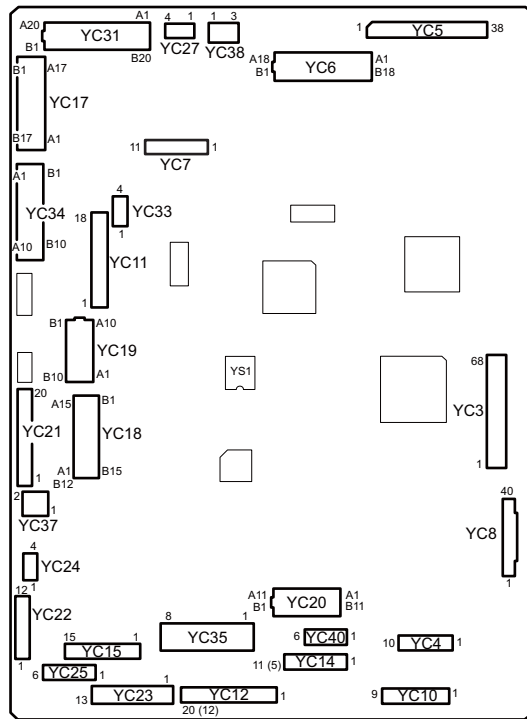 A20 A1 4 1 1 3
YC31 YC27 YC38 1 YC5 38
B1 B20
A18 A1
B1 YC6 B18
B1 A17
YC17
B17 A1
11 1
YC7
A1 B1
YC34
A10 B10
4
YC33
1
18
YC11
1
B1 A10
YC19
B10 A1
YS1
68
YC3
1
20
YC21
1
A15 B1
YC18
A1 B15
B12
2
1
YC37
40
YC8
1
4
YC24
1
12
YC22
1
A11 A1
B1 YC20 B11
8 1
YC35
6 YC40 1
10 YC4 1
15 1
YC15
11 (5) YC14 1
6 YC25 1
1
YC23
13
YC12 1
20 (12)
9 YC10 1